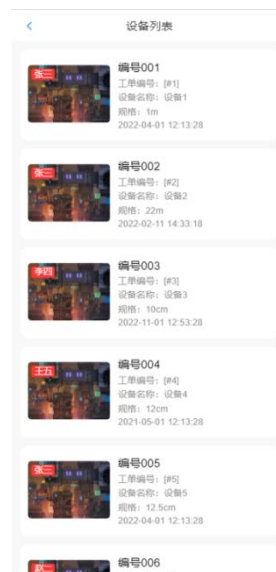 设备列表
张三
编号001
工单编号：[#1]
设备名称：设备1
规格：1m
2022-04-01 12:13:28
张三
编号002
工单编号：[#2]
设备名称：设备2
规格：22m
2022-02-11 14:33:18
李四
编号003
工单编号：[#3]
设备名称：设备3
规格：10cm
2022-11-01 12:53:28
王五
编号004
工单编号：[#4]
设备名称：设备4
规格：12cm
2021-05-01 12:13:28
张三
编号005
工单编号：[#5]
设备名称：设备5
规格：12.5cm
2022-04-01 12:13:28
赵二
编号006